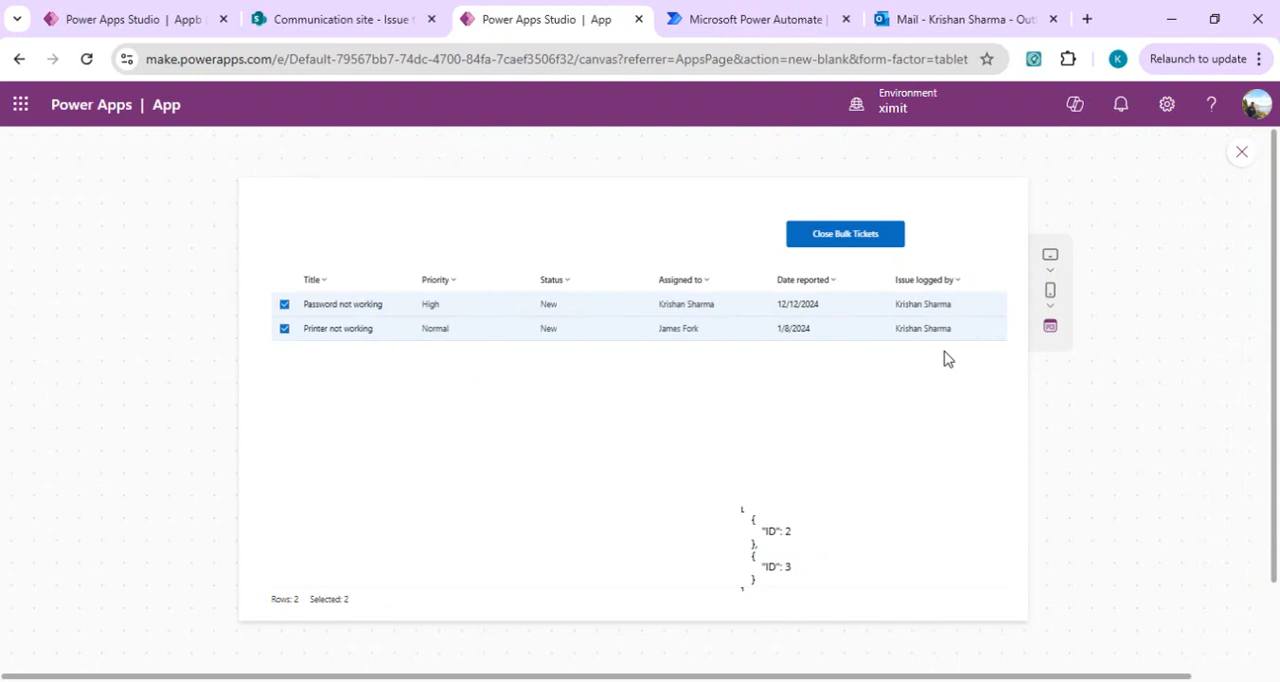 Power Apps Studio | Appb
Communication site - Issue t
Power Apps Studio | App
Microsoft Power Automate |
Mail - Krishan Sharma - Out
make.powerapps.com/e/Default-79567bb7-74dc-4700-84fa-7caef3506f32/canvas?referrer=AppsPage&action=new-blank&form-factor=tablet
K
Relaunch to update
Power Apps | App
Environment
ximit
Close Bulk Tickets
Title Priority Status Assigned to Date reported Issue logged by
Password not working High New Krishan Sharma 12/12/2024 Krishan Sharma
Printer not working Normal New James Fork 1/8/2024 Krishan Sharma
[
{
"ID": 2
},
{
"ID": 3
}
]
Rows: 2 Selected: 2